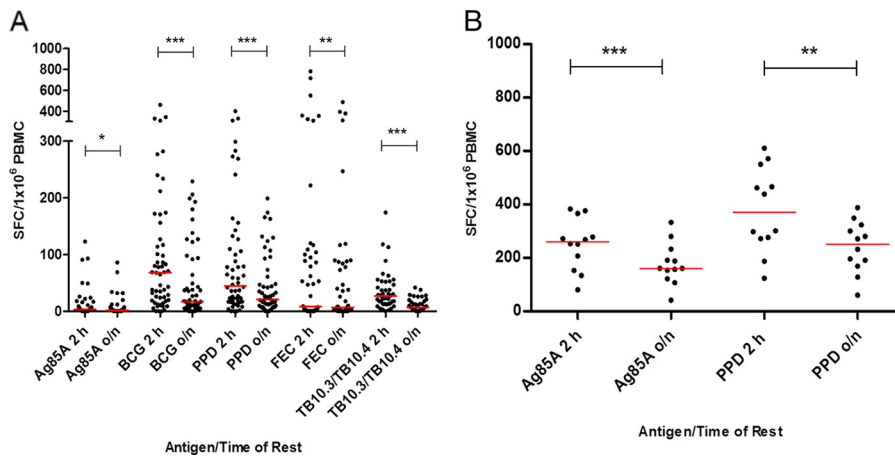 A
SFC/1x10⁶ PBMC
1000
800
600
400
200
300
200
100
0
*
***
***
**
***
Ag85A 2 h
Ag85A o/n
BCG 2 h
BCG o/n
PPD 2 h
PPD o/n
FEC 2 h
FEC o/n
TB10.3/TB10.4 2 h
TB10.3/TB10.4 o/n
Antigen/Time of Rest
B
SFC/1x10⁶ PBMC
1000
800
600
400
200
0
***
**
Ag85A 2 h
Ag85A o/n
PPD 2 h
PPD o/n
Antigen/Time of Rest